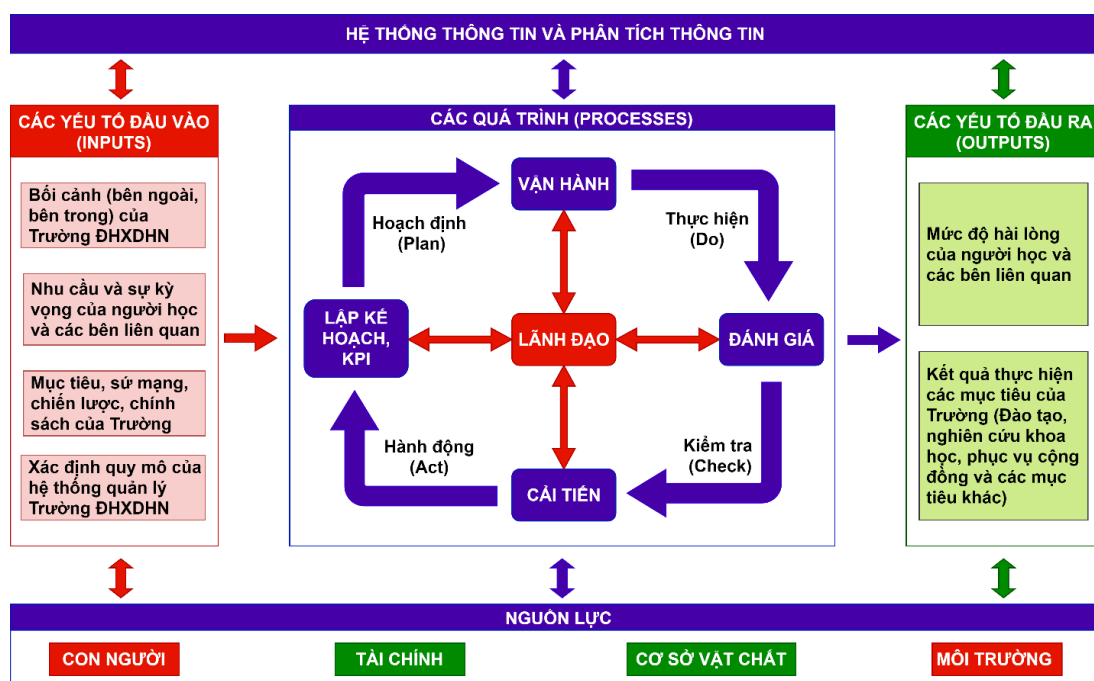 HỆ THỐNG THÔNG TIN VÀ PHÂN TÍCH THÔNG TIN
CÁC YẾU TỐ ĐẦU VÀO
(INPUTS)
Bối cảnh (bên ngoài,
bên trong) của
Trường ĐHXDHN
Nhu cầu và sự kỳ
vọng của người học
và các bên liên quan
Mục tiêu, sứ mạng,
chiến lược, chính
sách của Trường
Xác định quy mô của
hệ thống quản lý
Trường ĐHXDHN
CÁC QUÁ TRÌNH (PROCESSES)
VẬN HÀNH
Hoạch định
(Plan)
Thực hiện
(Do)
LẬP KẾ
HOẠCH,
KPI
LÃNH ĐẠO
ĐÁNH GIÁ
Hành động
(Act)
Kiểm tra
(Check)
CẢI TIẾN
CÁC YẾU TỐ ĐẦU RA
(OUTPUTS)
Mức độ hài lòng
của người học và
các bên liên quan
Kết quả thực hiện
các mục tiêu của
Trường (Đào tạo,
nghiên cứu khoa
học, phục vụ cộng
đồng và các mục
tiêu khác)
NGUỒN LỰC
CON NGƯỜI
TÀI CHÍNH
CƠ SỞ VẬT CHẤT
MÔI TRƯỜNG